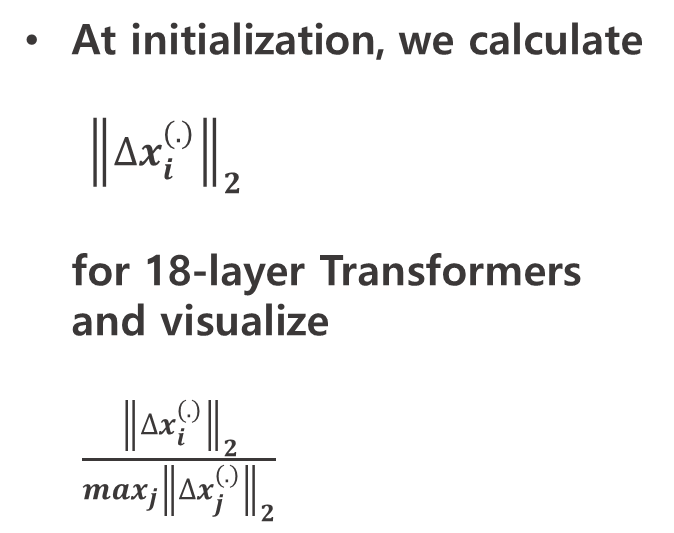 • At initialization, we calculate
‖Δx_i^(.)‖_2
for 18-layer Transformers
and visualize
‖Δx_i^(.)‖_2
max_j‖Δx_j^(.)‖_2